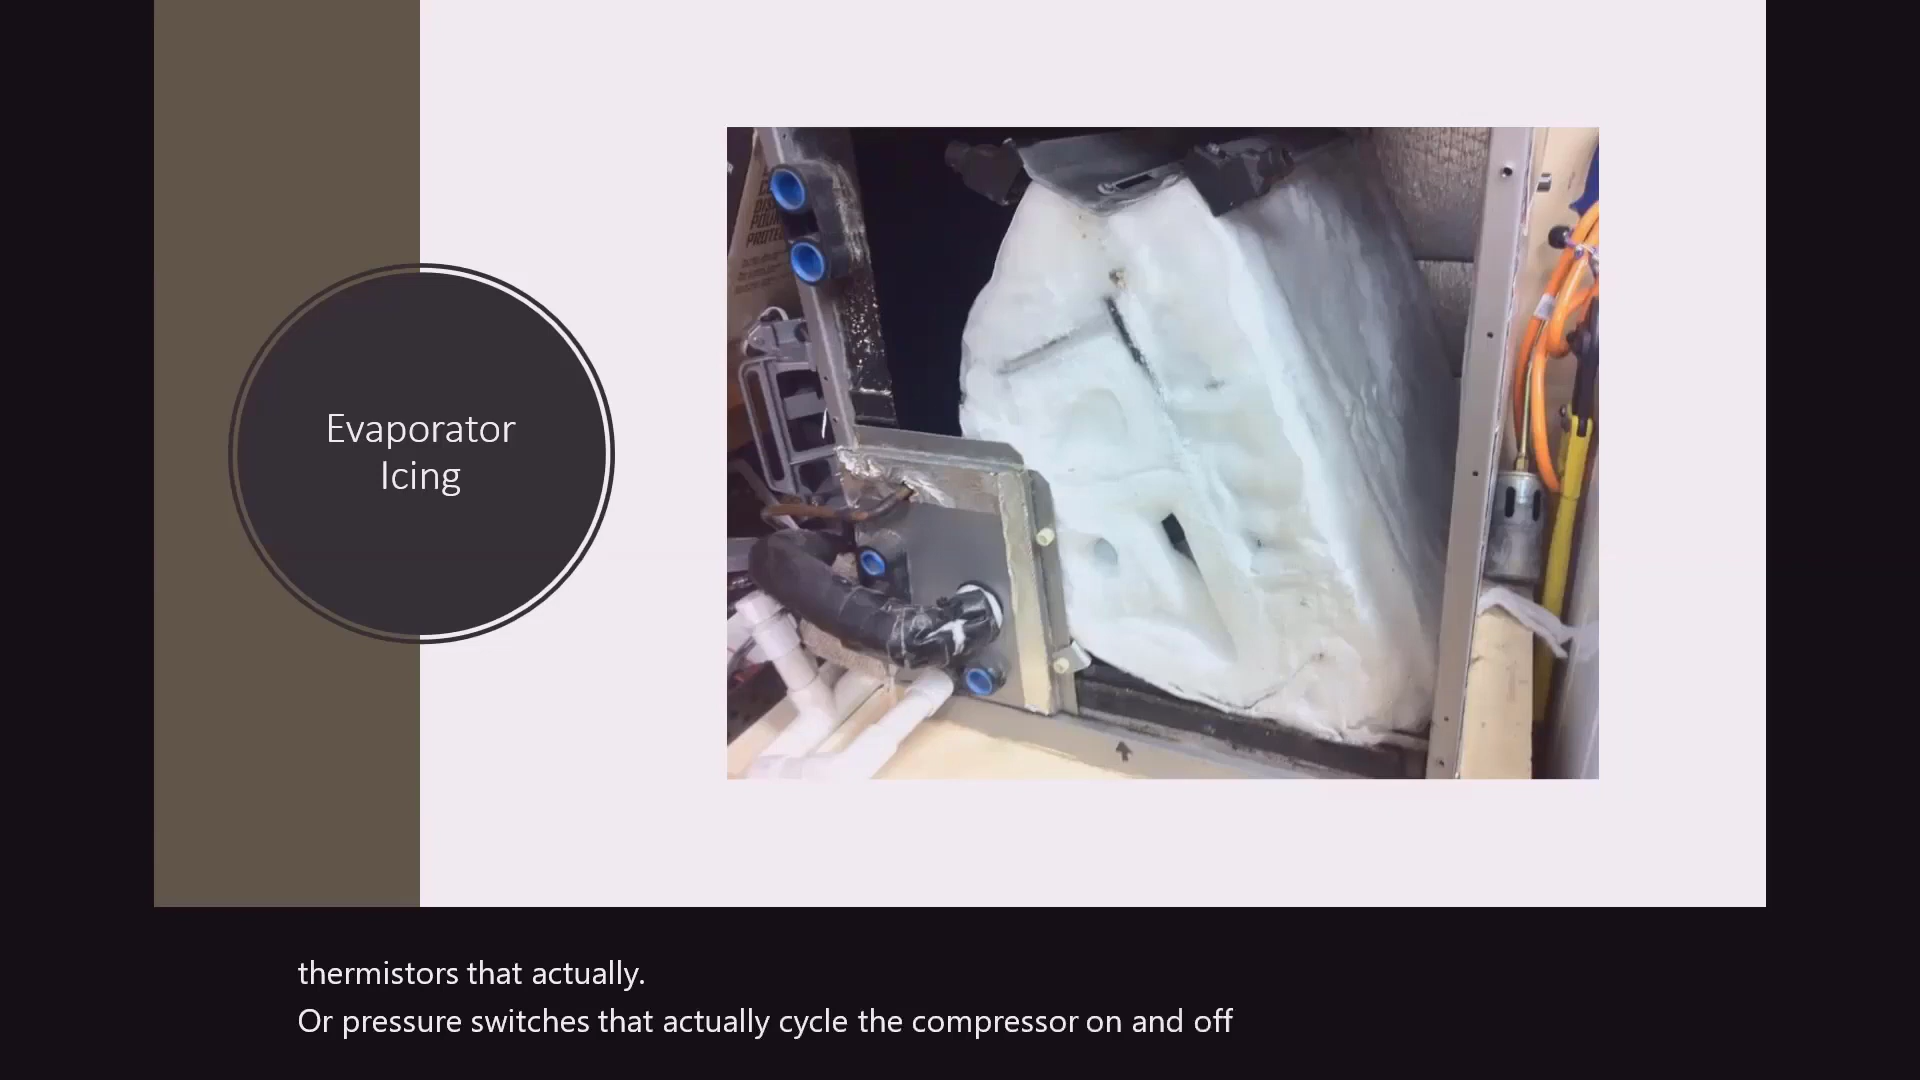 Evaporator
Icing
thermistors that actually.
Or pressure switches that actually cycle the compressor on and off